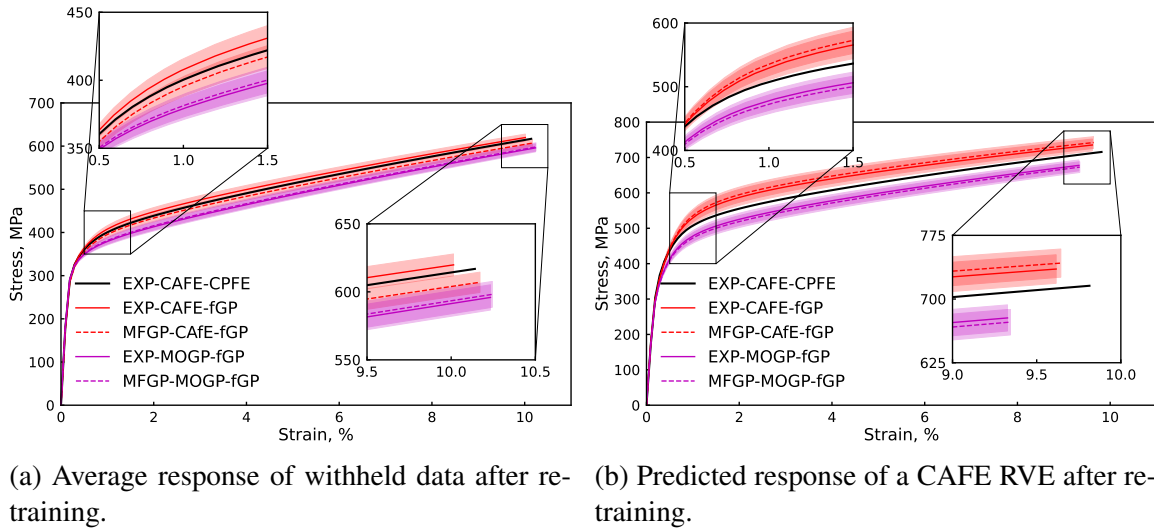 450
400
350
0.5 1.0 1.5
700
600
500
400
300
200
100
0
0 2 4 6 8 10
Stress, MPa
Strain, %
650
600
550
9.5 10.0 10.5
EXP-CAFE-CPFE
EXP-CAFE-fGP
MFGP-CAfE-fGP
EXP-MOGP-fGP
MFGP-MOGP-fGP
(a) Average response of withheld data after re-
training.
600
500
400
0.5 1.0 1.5
800
700
600
500
400
300
200
100
0
0 2 4 6 8 10
Stress, MPa
Strain, %
775
700
625
9.0 9.5 10.0
EXP-CAFE-CPFE
EXP-CAFE-fGP
MFGP-CAfE-fGP
EXP-MOGP-fGP
MFGP-MOGP-fGP
(b) Predicted response of a CAFE RVE after re-
training.